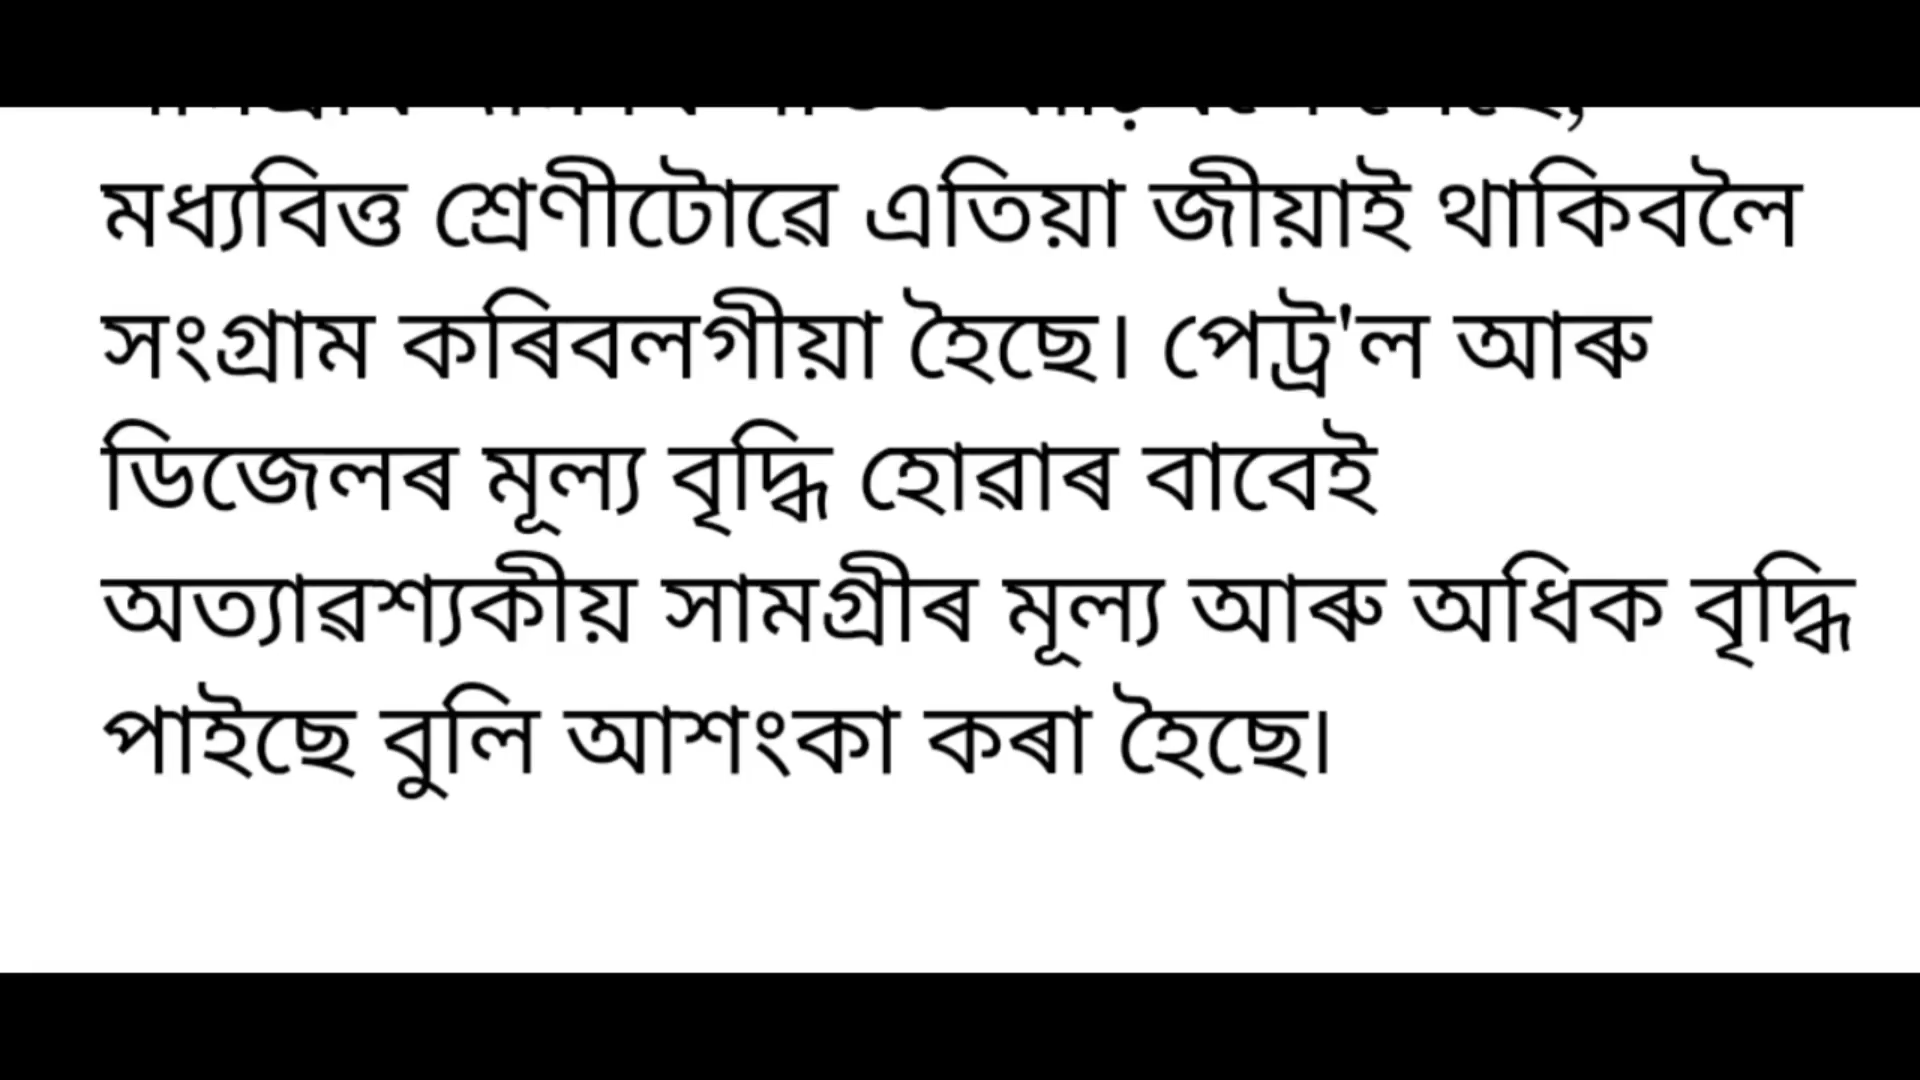 মধ্যবিত্ত শ্ৰেণীটোৱে এতিয়া জীয়াই থাকিবলৈ
সংগ্ৰাম কৰিবলগীয়া হৈছে। পেট্ৰ'ল আৰু
ডিজেলৰ মূল্য বৃদ্ধি হোৱাৰ বাবেই
অত্যাৱশ্যকীয় সামগ্ৰীৰ মূল্য আৰু অধিক বৃদ্ধি
পাইছে বুলি আশংকা কৰা হৈছে।